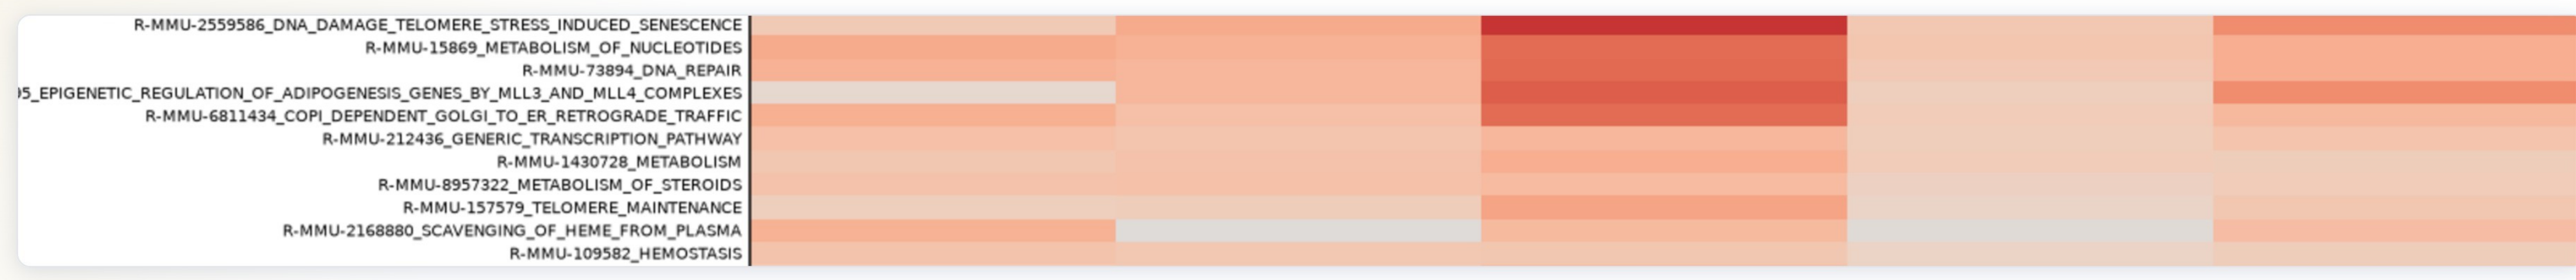 R-MMU-2559586_DNA_DAMAGE_TELOMERE_STRESS_INDUCED_SENESCENCE
R-MMU-15869_METABOLISM_OF_NUCLEOTIDES
R-MMU-73894_DNA_REPAIR
95_EPIGENETIC_REGULATION_OF_ADIPOGENESIS_GENES_BY_MLL3_AND_MLL4_COMPLEXES
R-MMU-6811434_COPI_DEPENDENT_GOLGI_TO_ER_RETROGRADE_TRAFFIC
R-MMU-212436_GENERIC_TRANSCRIPTION_PATHWAY
R-MMU-1430728_METABOLISM
R-MMU-8957322_METABOLISM_OF_STEROIDS
R-MMU-157579_TELOMERE_MAINTENANCE
R-MMU-2168880_SCAVENGING_OF_HEME_FROM_PLASMA
R-MMU-109582_HEMOSTASIS